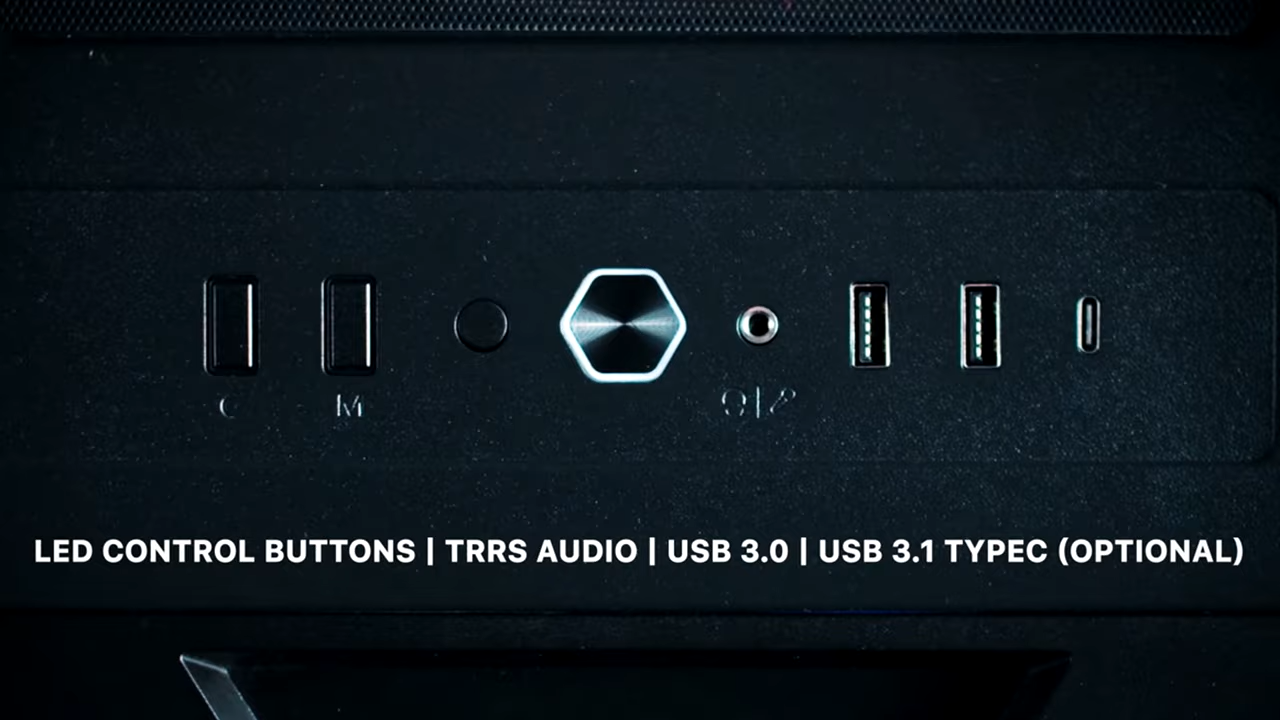 C
M
LED CONTROL BUTTONS | TRRS AUDIO | USB 3.0 | USB 3.1 TYPEC (OPTIONAL)